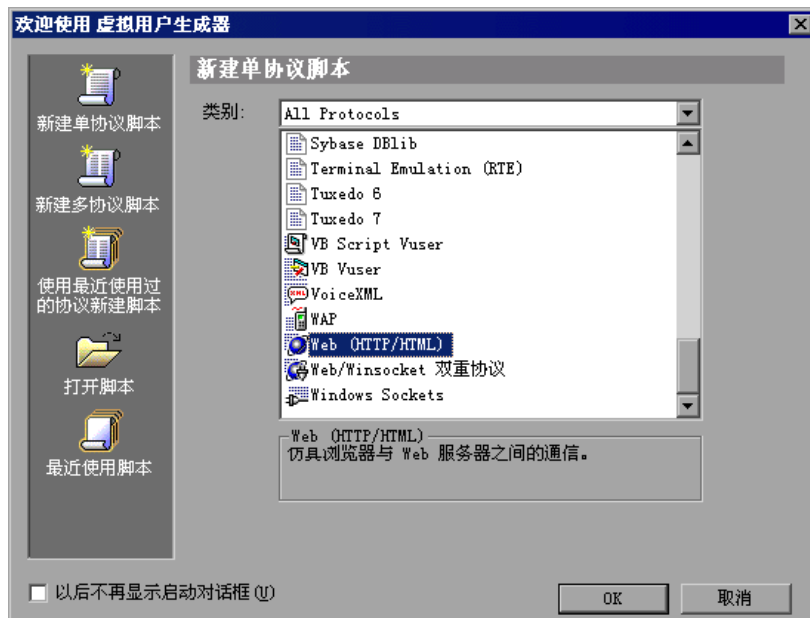 欢迎使用 虚拟用户生成器
新建单协议脚本
新建单协议脚本
新建多协议脚本
使用最近使用过
的协议新建脚本
打开脚本
最近使用脚本
类别:
All Protocols
Sybase DBlib
Terminal Emulation (RTE)
Tuxedo 6
Tuxedo 7
VB Script Vuser
VB Vuser
VoiceXML
WAP
Web (HTTP/HTML)
Web/Winsocket 双重协议
Windows Sockets
Web (HTTP/HTML)
仿真浏览器与 Web 服务器之间的通信。
以后不再显示启动对话框(U)
OK
取消